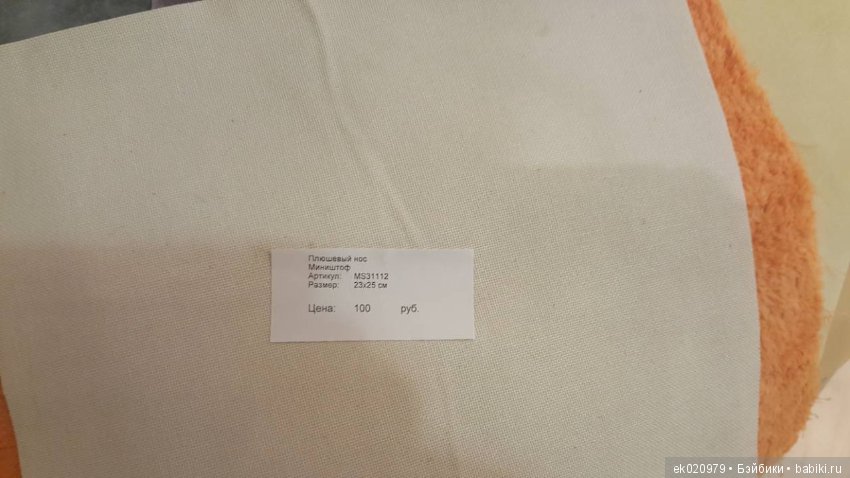 Плюшевый нос
Миништоф
Артикул: MS31112
Размер: 23х25 см
Цена: 100 руб.
ek020979 • Бэйбики • babiki.ru